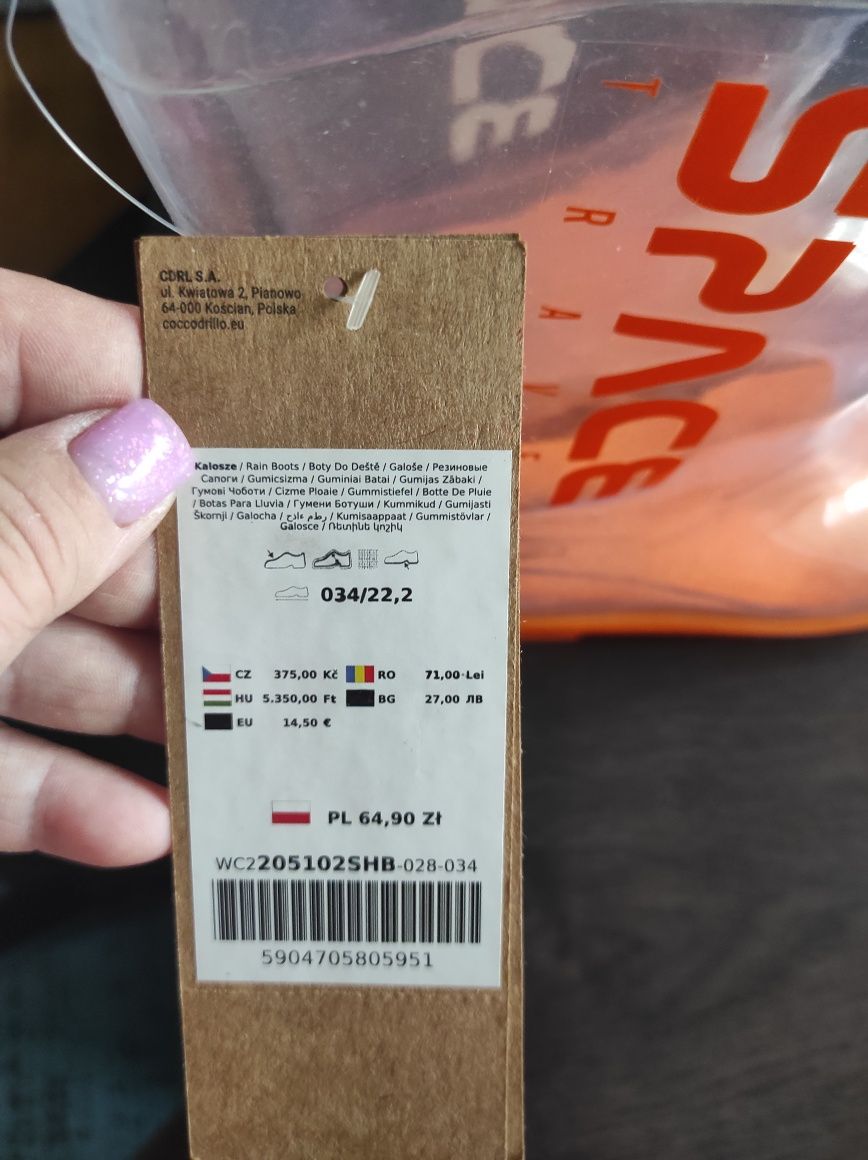 CDRL S.A.
ul. Kwiatowa 2, Pianowo
64-000 Kościan, Polska
coccodrillo.eu
Kalosze / Rain Boots / Boty Do Deště / Galoše / Резиновые
Сапоги / Gumicsizma / Guminiai Batai / Gumijas Zābaki /
Гумові Чоботи / Cizme Ploaie / Gummistiefel / Botte De Pluie
/ Botas Para Lluvia / Гумени Ботуши / Kummikud / Gumijasti
Škornji / Galocha / حذاء مطر / Kumisaappaat / Gummistövlar /
Galosce / Ռետինե կոշիկ
034/22,2
CZ 375,00 Kč RO 71,00 Lei
HU 5.350,00 Ft BG 27,00 ЛВ
EU 14,50 €
PL 64,90 Zł
WC2205102SHB-028-034
5904705805951
SPACE